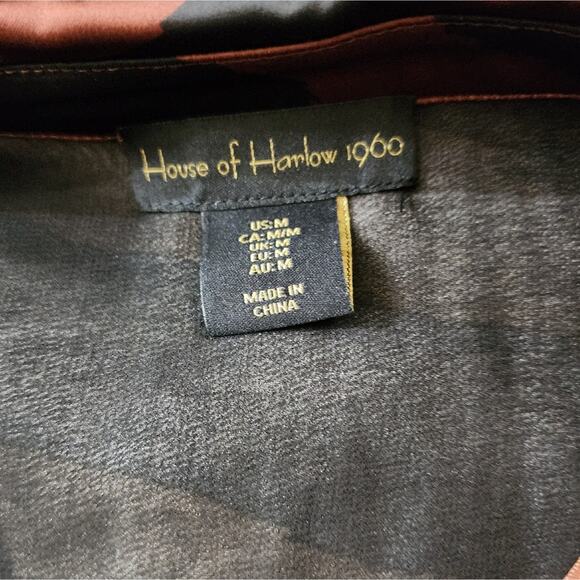 House of Harlow 1960
US:M
CA:M/M
UK:M
EU:M
AU:M
MADE IN
CHINA